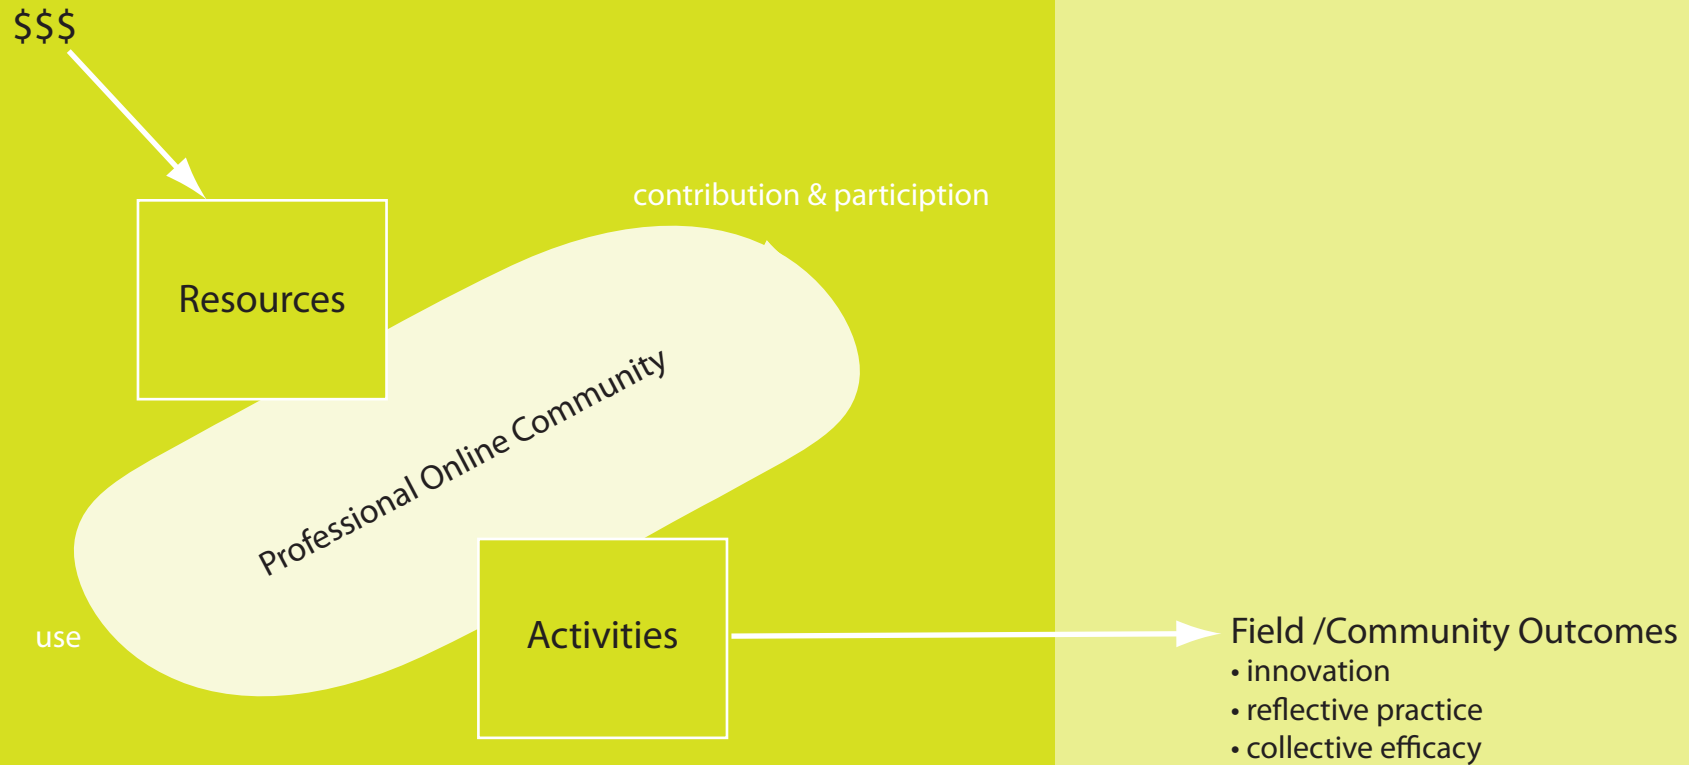 $$$
contribution & particiption
Resources
Professional Online Community
use
Activities
Field /Community Outcomes
• innovation
• reflective practice
• collective efficacy